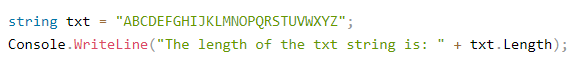 string txt = "ABCDEFGHIJKLMNOPQRSTUVWXYZ";
Console.WriteLine("The length of the txt string is: " + txt.Length);